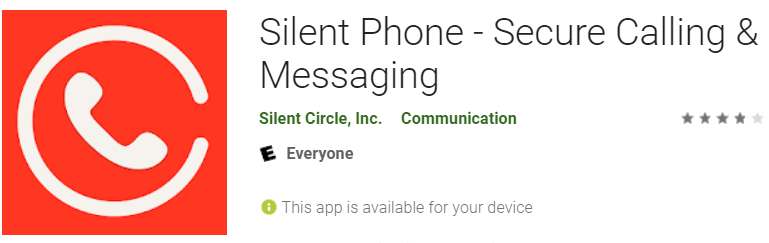 Silent Phone - Secure Calling &
Messaging
Silent Circle, Inc. Communication
E Everyone
This app is available for your device